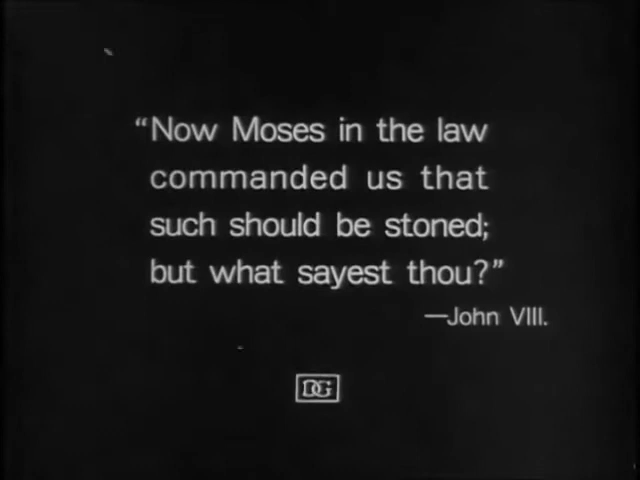 “Now Moses in the law
commanded us that
such should be stoned;
but what sayest thou?”
—John VIII.
DG